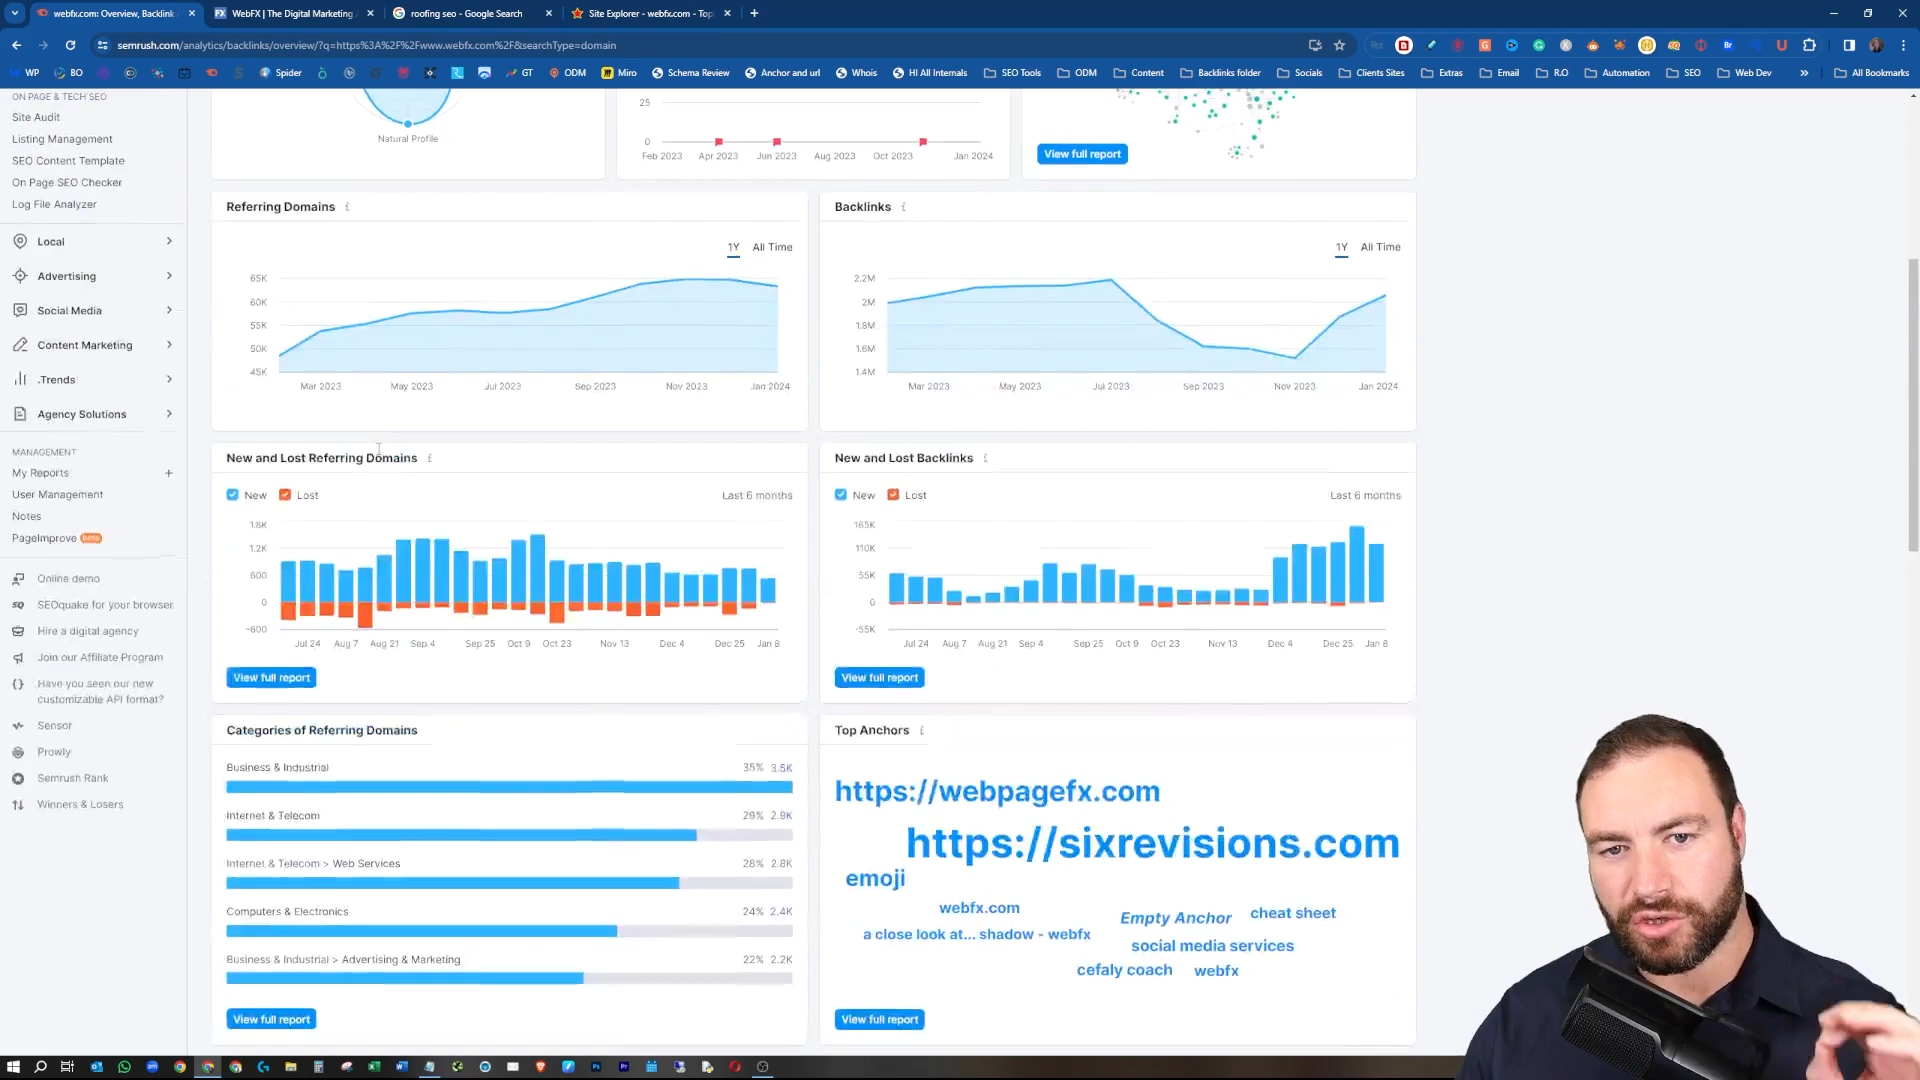 webfx.com: Overview, Backlink
WebFX | The Digital Marketing
roofing seo - Google Search
Site Explorer - webfx.com - Top
semrush.com/analytics/backlinks/overview/?q=https%3A%2F%2Fwww.webfx.com%2F&searchType=domain
WP
BO
Spider
GT
ODM
Miro
Schema Review
Anchor and url
Whois
HI All Internals
SEO Tools
ODM
Content
Backlinks folder
Socials
Clients Sites
Extras
Email
R.O
Automation
SEO
Web Dev
All Bookmarks
ON PAGE & TECH SEO
Site Audit
Listing Management
SEO Content Template
On Page SEO Checker
Log File Analyzer
Local
Advertising
Social Media
Content Marketing
.Trends
Agency Solutions
MANAGEMENT
My Reports
User Management
Notes
PageImprove beta
Online demo
SEOquake for your browser
Hire a digital agency
Join our Affiliate Program
Have you seen our new
customizable API format?
Sensor
Prowly
Semrush Rank
Winners & Losers
Natural Profile
25
0
Feb 2023 Apr 2023 Jun 2023 Aug 2023 Oct 2023 Jan 2024
View full report
Referring Domains
1Y All Time
65K
60K
55K
50K
45K
Mar 2023 May 2023 Jul 2023 Sep 2023 Nov 2023 Jan 2024
Backlinks
1Y All Time
2.2M
2M
1.8M
1.6M
1.4M
Mar 2023 May 2023 Jul 2023 Sep 2023 Nov 2023 Jan 2024
New and Lost Referring Domains
New Lost Last 6 months
1.8K
1.2K
600
0
-600
Jul 24 Aug 7 Aug 21 Sep 4 Sep 25 Oct 9 Oct 23 Nov 13 Dec 4 Dec 25 Jan 8
View full report
New and Lost Backlinks
New Lost Last 6 months
165K
110K
55K
0
-55K
Jul 24 Aug 7 Aug 21 Sep 4 Sep 25 Oct 9 Oct 23 Nov 13 Dec 4 Dec 25 Jan 8
View full report
Categories of Referring Domains
Business & Industrial 35% 3.5K
Internet & Telecom 29% 2.9K
Internet & Telecom > Web Services 28% 2.8K
Computers & Electronics 24% 2.4K
Business & Industrial > Advertising & Marketing 22% 2.2K
View full report
Top Anchors
https://webpagefx.com
https://sixrevisions.com
emoji
webfx.com
Empty Anchor
cheat sheet
a close look at... shadow - webfx
social media services
cefaly coach
webfx
View full report